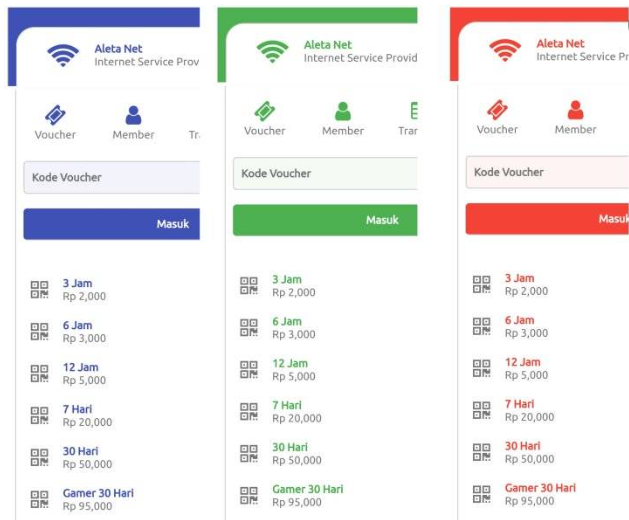 Aleta Net
Internet Service Prov
Voucher
Member
Tr
Kode Voucher
Masuk
3 Jam
Rp 2,000
6 Jam
Rp 3,000
12 Jam
Rp 5,000
7 Hari
Rp 20,000
30 Hari
Rp 50,000
Gamer 30 Hari
Rp 95,000
Aleta Net
Internet Service Provid
Voucher
Member
Tran
Kode Voucher
Masuk
3 Jam
Rp 2,000
6 Jam
Rp 3,000
12 Jam
Rp 5,000
7 Hari
Rp 20,000
30 Hari
Rp 50,000
Gamer 30 Hari
Rp 95,000
Aleta Net
Internet Service Pr
Voucher
Member
Kode Voucher
Masuk
3 Jam
Rp 2,000
6 Jam
Rp 3,000
12 Jam
Rp 5,000
7 Hari
Rp 20,000
30 Hari
Rp 50,000
Gamer 30 Hari
Rp 95,000